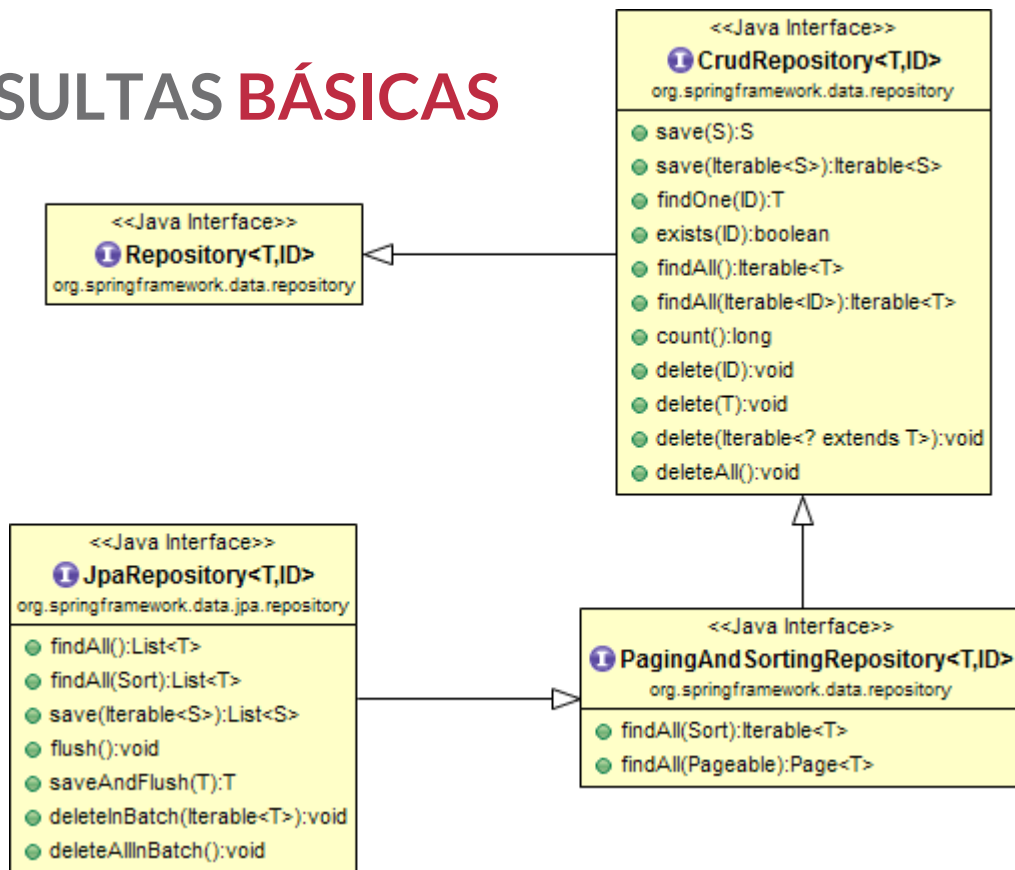 SULTAS BÁSICAS
<<Java Interface>>
Repository<T,ID>
org.springframework.data.repository
<<Java Interface>>
CrudRepository<T,ID>
org.springframework.data.repository
save(S):S
save(Iterable<S>):Iterable<S>
findOne(ID):T
exists(ID):boolean
findAll():Iterable<T>
findAll(Iterable<ID>):Iterable<T>
count():long
delete(ID):void
delete(T):void
delete(Iterable<? extends T>):void
deleteAll():void
<<Java Interface>>
JpaRepository<T,ID>
org.springframework.data.jpa.repository
findAll():List<T>
findAll(Sort):List<T>
save(Iterable<S>):List<S>
flush():void
saveAndFlush(T):T
deleteInBatch(Iterable<T>):void
deleteAllInBatch():void
<<Java Interface>>
PagingAndSortingRepository<T,ID>
org.springframework.data.repository
findAll(Sort):Iterable<T>
findAll(Pageable):Page<T>